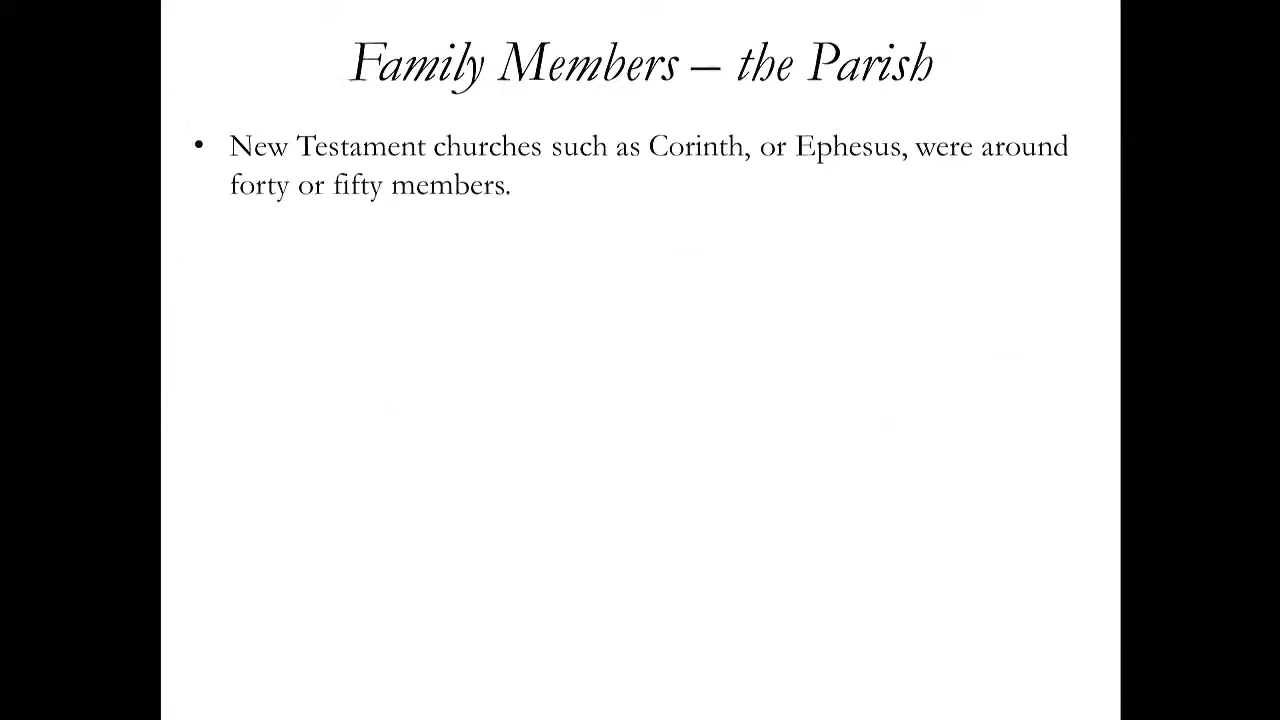 Family Members – the Parish
• New Testament churches such as Corinth, or Ephesus, were around
forty or fifty members.